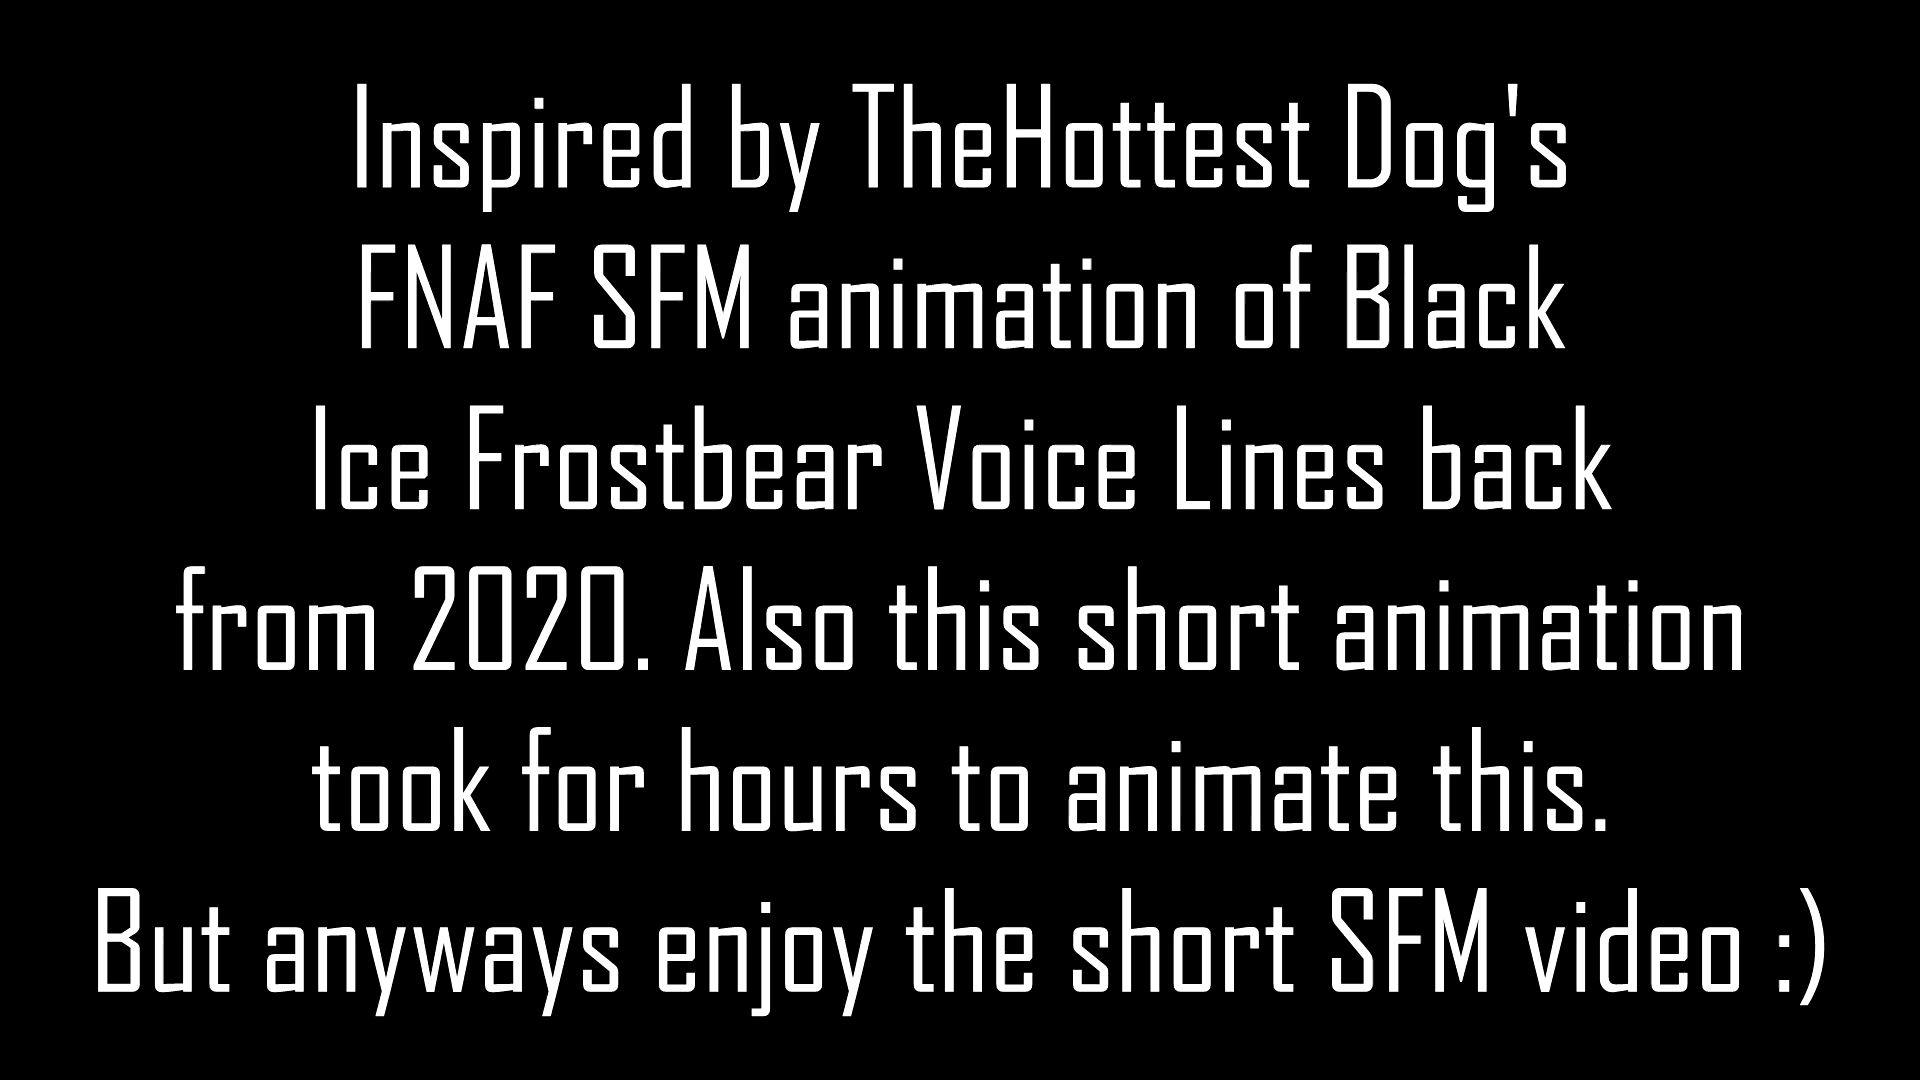 Inspired by TheHottest Dog's
FNAF SFM animation of Black
Ice Frostbear Voice Lines back
from 2020. Also this short animation
took for hours to animate this.
But anyways enjoy the short SFM video :)